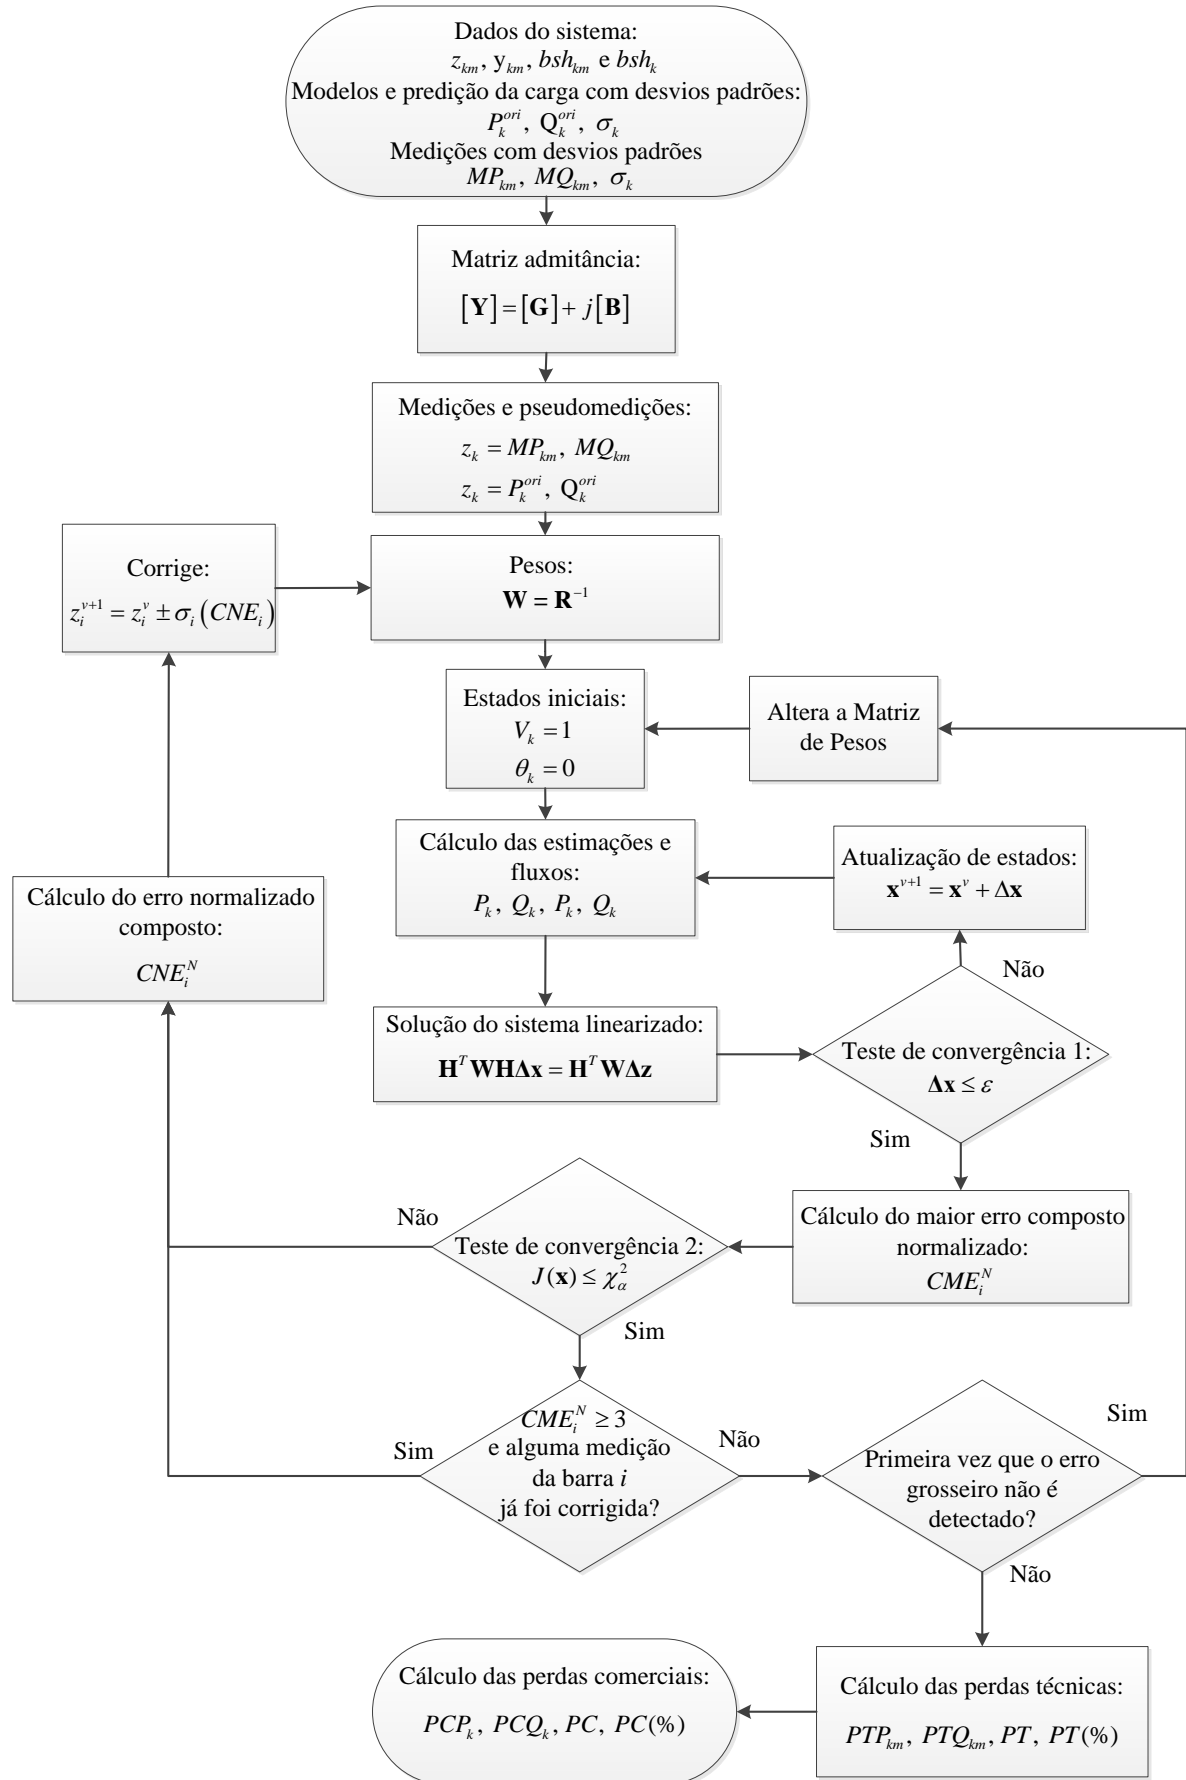 Dados do sistema:
z_km, y_km, bsh_km e bsh_k
Modelos e predição da carga com desvios padrões:
P_k^ori, Q_k^ori, σ_k
Medições com desvios padrões
MP_km, MQ_km, σ_k
Matriz admitância:
[Y] = [G] + j[B]
Medições e pseudomedições:
z_k = MP_km, MQ_km
z_k = P_k^ori, Q_k^ori
Corrige:
z_i^{v+1} = z_i^v ± σ_i (CNE_i)
Pesos:
W = R^{-1}
Estados iniciais:
V_k = 1
θ_k = 0
Altera a Matriz
de Pesos
Cálculo das estimações e
fluxos:
P_k, Q_k, P_k, Q_k
Atualização de estados:
x^{v+1} = x^v + Δx
Cálculo do erro normalizado
composto:
CNE_i^N
Não
Solução do sistema linearizado:
H^T WHΔx = H^T WΔz
Teste de convergência 1:
Δx ≤ ε
Sim
Cálculo do maior erro composto
normalizado:
CME_i^N
Não
Teste de convergência 2:
J(x) ≤ χ_α^2
Sim
CME_i^N ≥ 3
e alguma medição
da barra i
já foi corrigida?
Sim
Não
Primeira vez que o erro
grosseiro não é
detectado?
Sim
Não
Cálculo das perdas comerciais:
PCP_k, PCQ_k, PC, PC(%)
Cálculo das perdas técnicas:
PTP_km, PTQ_km, PT, PT(%)